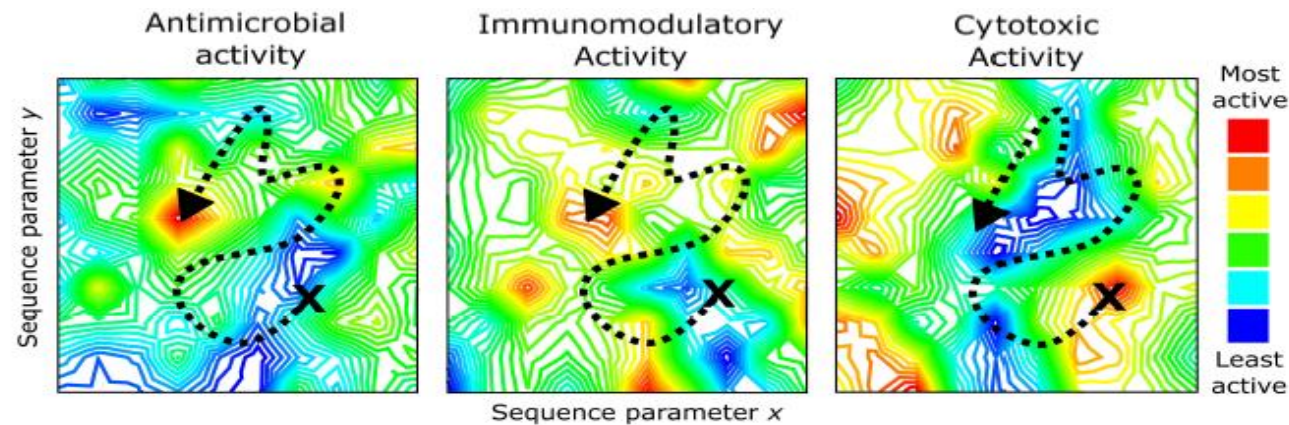 Antimicrobial
activity
Immunomodulatory
Activity
Cytotoxic
Activity
Sequence parameter y
X
X
X
Most
active
Least
active
Sequence parameter x